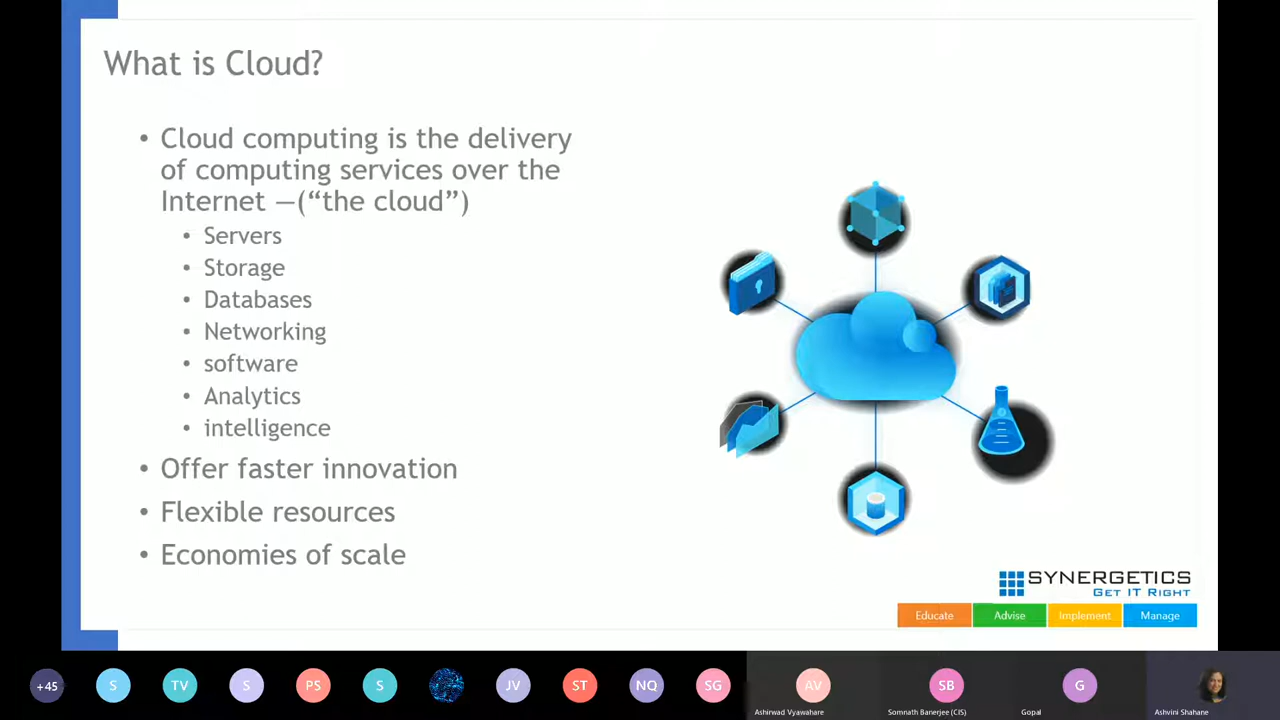 What is Cloud?
• Cloud computing is the delivery
of computing services over the
Internet —(“the cloud”)
• Servers
• Storage
• Databases
• Networking
• software
• Analytics
• intelligence
• Offer faster innovation
• Flexible resources
• Economies of scale
SYNERGETICS
GET IT RIGHT
Educate Advise Implement Manage
+45 S TV S PS S JV ST NQ SG AV SB G
Ashirwad Vyawahare Somnath Banerjee (CIS) Gopal Ashvini Shahane